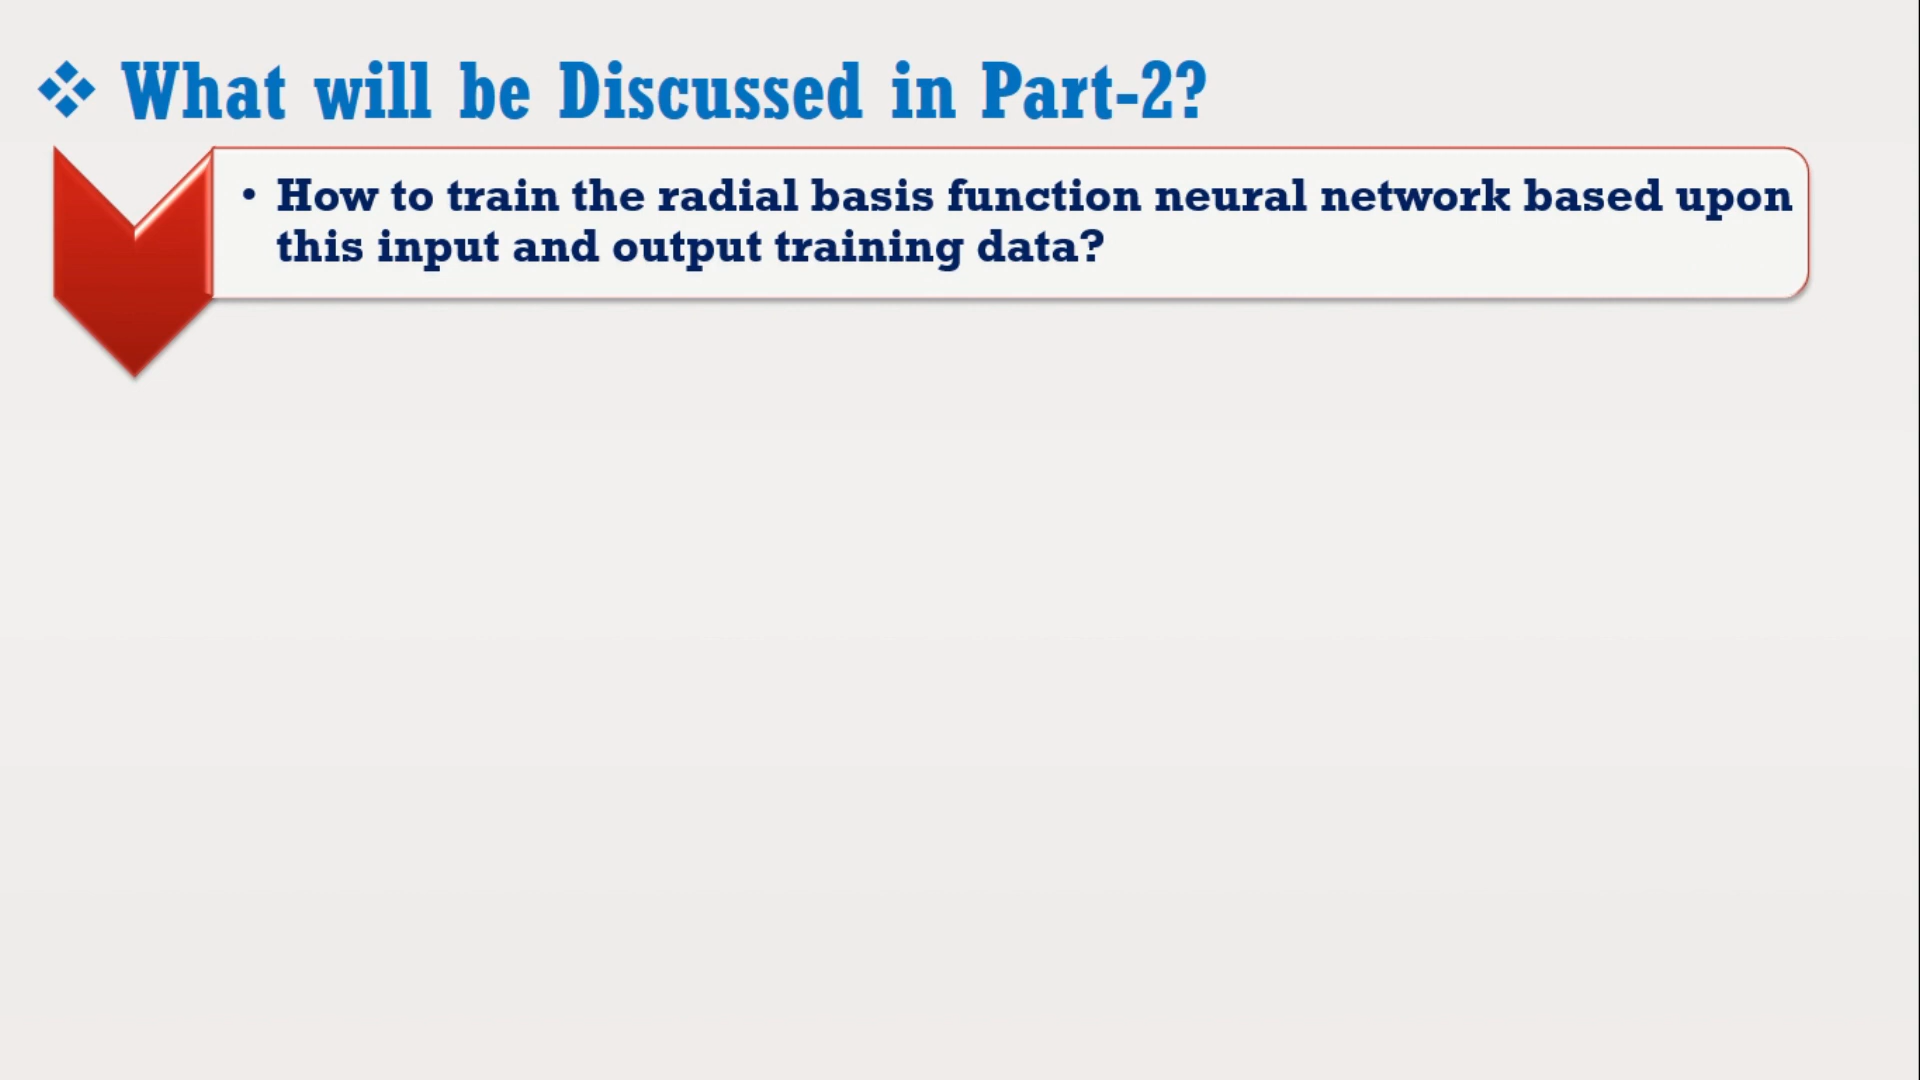 What will be Discussed in Part-2?
• How to train the radial basis function neural network based upon
this input and output training data?